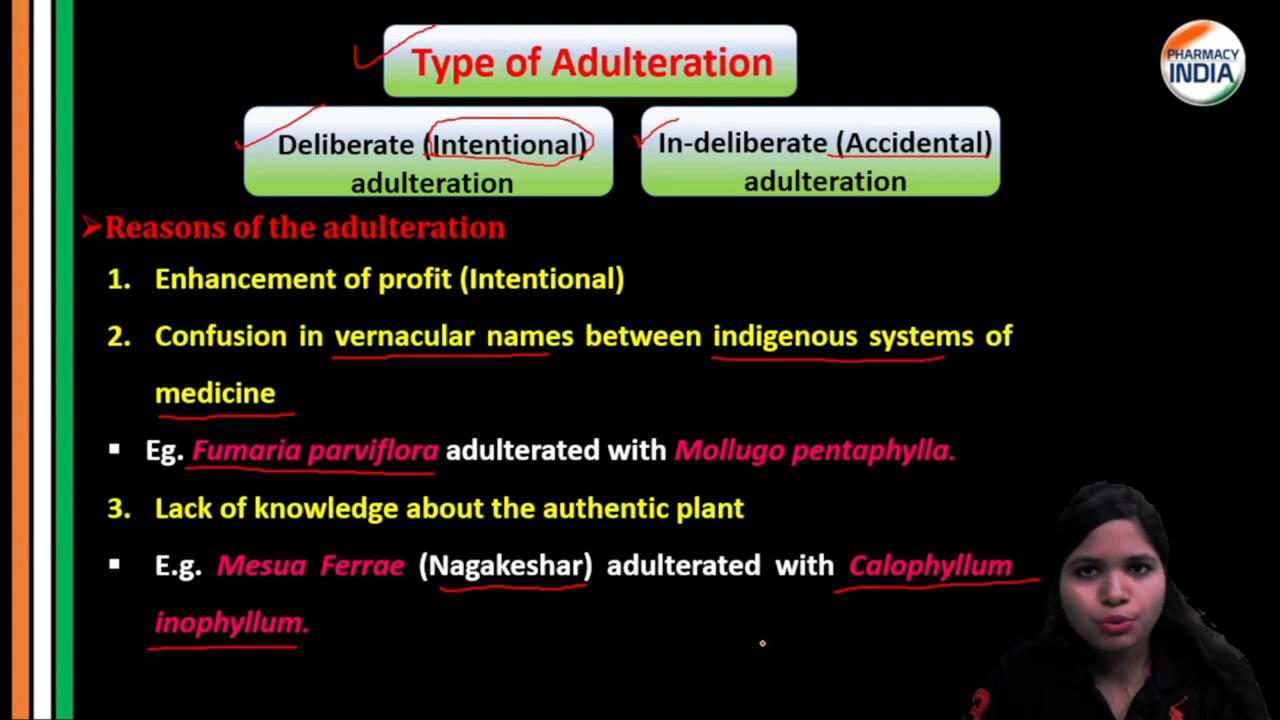 Type of Adulteration
PHARMACY
INDIA
Deliberate (Intentional)
adulteration
In-deliberate (Accidental)
adulteration
➢Reasons of the adulteration
1. Enhancement of profit (Intentional)
2. Confusion in vernacular names between indigenous systems of
medicine
▪ Eg. Fumaria parviflora adulterated with Mollugo pentaphylla.
3. Lack of knowledge about the authentic plant
▪ E.g. Mesua Ferrae (Nagakeshar) adulterated with Calophyllum
inophyllum.